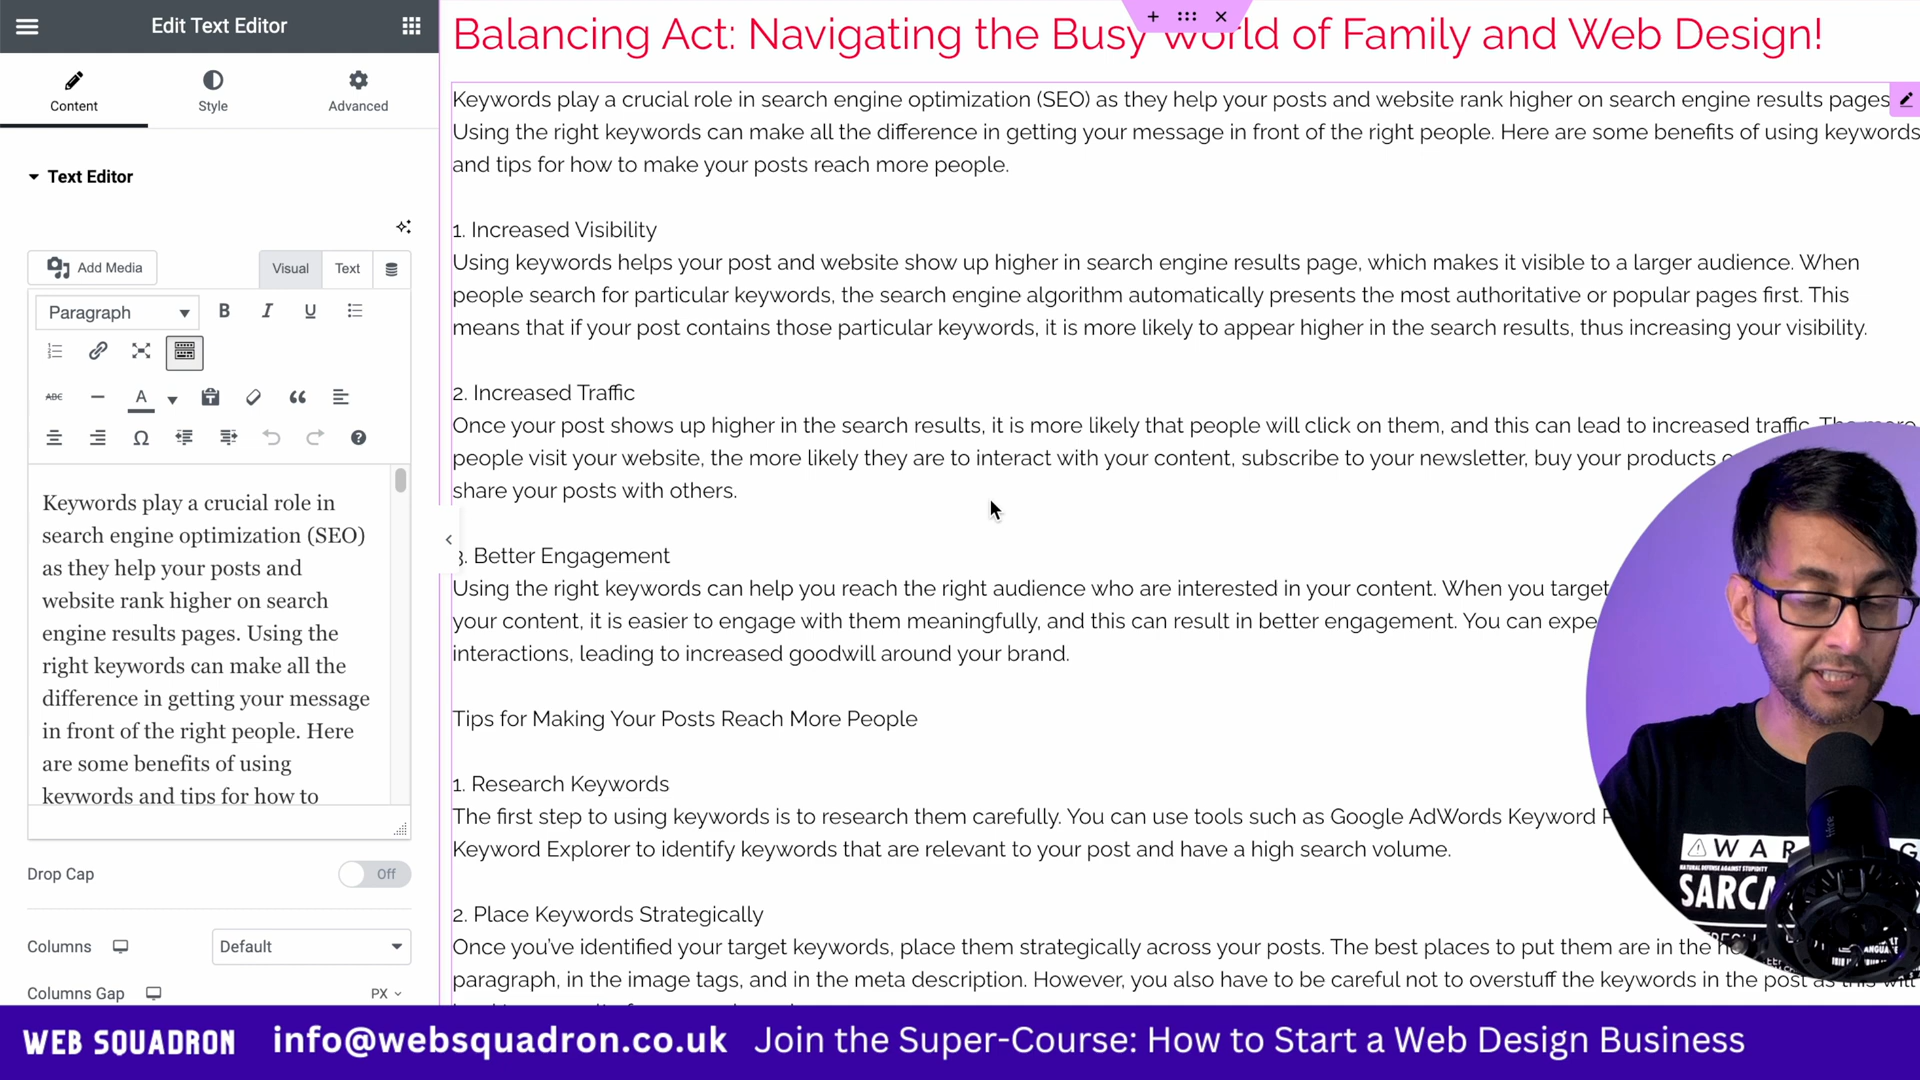 Edit Text Editor
Content
Style
Advanced
Text Editor
Add Media
Visual
Text
Paragraph
B
I
U
ABC
A
Ω
Keywords play a crucial role in
search engine optimization (SEO)
as they help your posts and
website rank higher on search
engine results pages. Using the
right keywords can make all the
difference in getting your message
in front of the right people. Here
are some benefits of using
keywords and tips for how to
Drop Cap
Off
Columns
Default
Columns Gap
PX
Balancing Act: Navigating the Busy World of Family and Web Design!
Keywords play a crucial role in search engine optimization (SEO) as they help your posts and website rank higher on search engine results pages
Using the right keywords can make all the difference in getting your message in front of the right people. Here are some benefits of using keywords
and tips for how to make your posts reach more people.
1. Increased Visibility
Using keywords helps your post and website show up higher in search engine results page, which makes it visible to a larger audience. When
people search for particular keywords, the search engine algorithm automatically presents the most authoritative or popular pages first. This
means that if your post contains those particular keywords, it is more likely to appear higher in the search results, thus increasing your visibility.
2. Increased Traffic
Once your post shows up higher in the search results, it is more likely that people will click on them, and this can lead to increased traffic. The more
people visit your website, the more likely they are to interact with your content, subscribe to your newsletter, buy your products
share your posts with others.
3. Better Engagement
Using the right keywords can help you reach the right audience who are interested in your content. When you target
your content, it is easier to engage with them meaningfully, and this can result in better engagement. You can
interactions, leading to increased goodwill around your brand.
Tips for Making Your Posts Reach More People
1. Research Keywords
The first step to using keywords is to research them carefully. You can use tools such as Google AdWords Keyword
Keyword Explorer to identify keywords that are relevant to your post and have a high search volume.
2. Place Keywords Strategically
Once you've identified your target keywords, place them strategically across your posts. The best places to put them are in the
paragraph, in the image tags, and in the meta description. However, you also have to be careful not to overstuff the keywords in the post as this will
WEB SQUADRON
info@websquadron.co.uk
Join the Super-Course: How to Start a Web Design Business